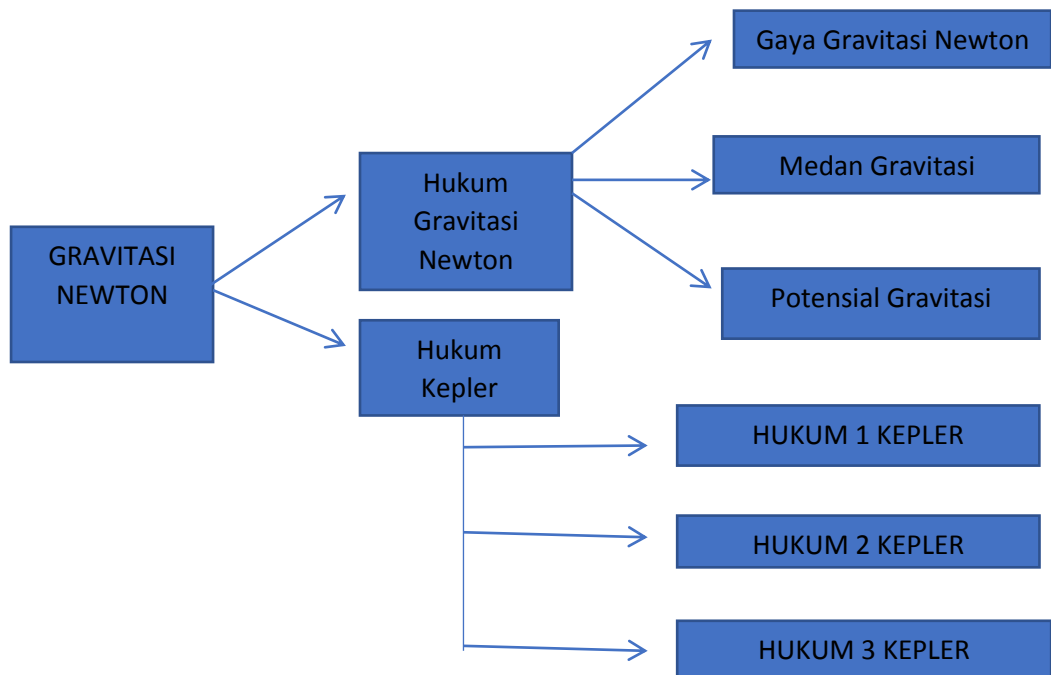 GRAVITASI
NEWTON
Hukum
Gravitasi
Newton
Gaya Gravitasi Newton
Medan Gravitasi
Potensial Gravitasi
Hukum
Kepler
HUKUM 1 KEPLER
HUKUM 2 KEPLER
HUKUM 3 KEPLER